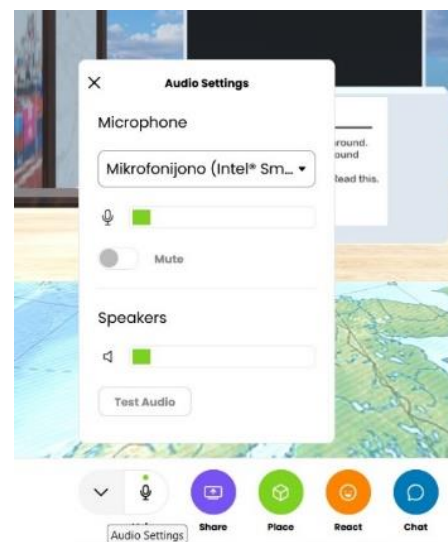 Audio Settings
Microphone
Mikrofonijono (Intel® Sm...
Mute
Speakers
Test Audio
round.
ound
Read this.
Share
Place
React
Chat
Audio Settings